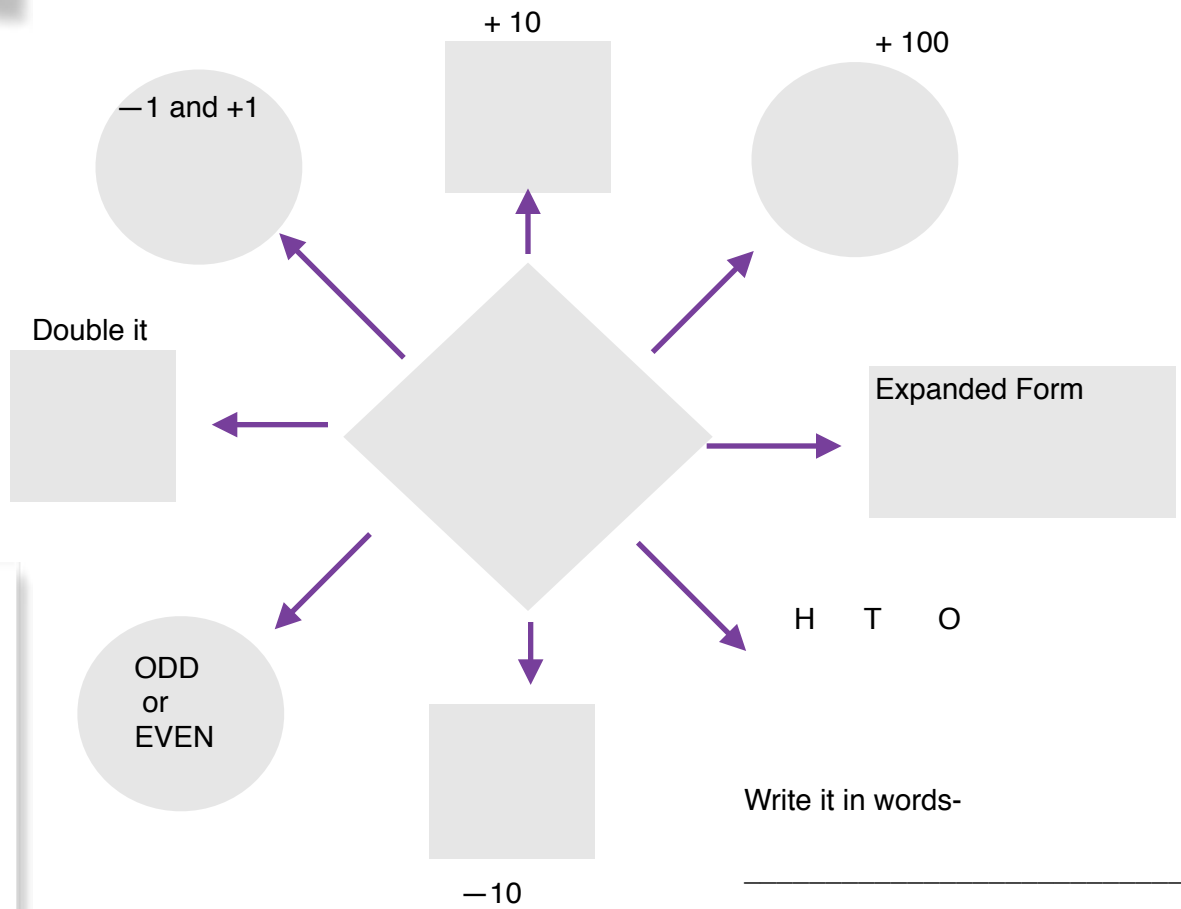 + 10
+ 100
—1 and +1
Double it
Expanded Form
H T O
ODD
or
EVEN
Write it in words-
—10